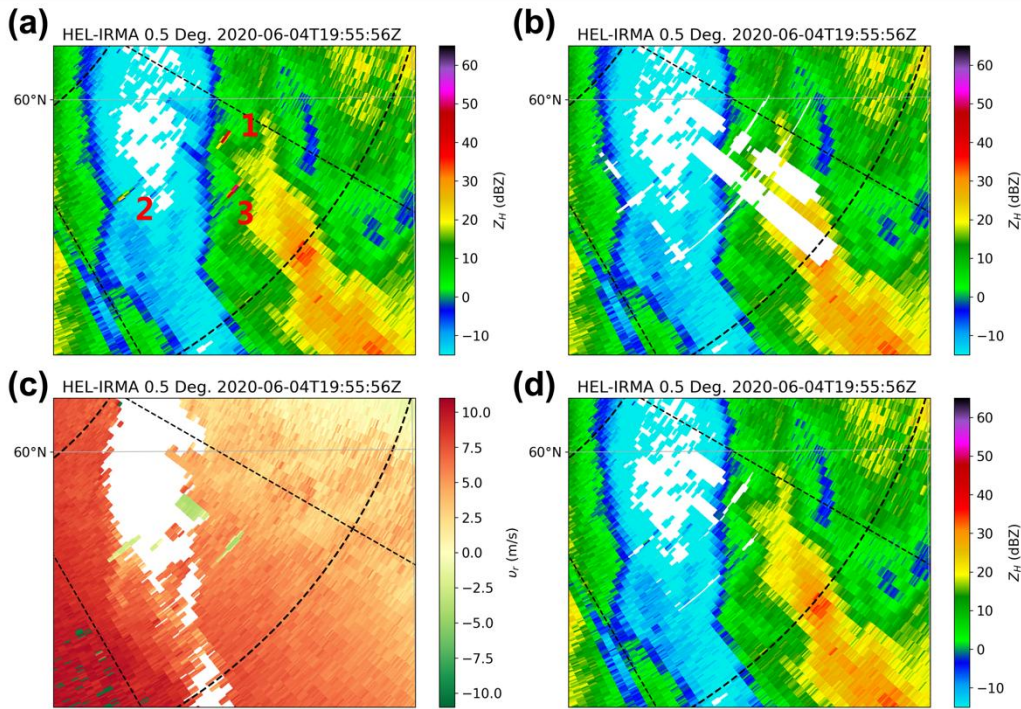 (a)
HEL-IRMA 0.5 Deg. 2020-06-04T19:55:56Z
60°N
1
2
3
60
50
40
30
20
10
0
−10
Z_H (dBZ)
(b)
HEL-IRMA 0.5 Deg. 2020-06-04T19:55:56Z
60°N
60
50
40
30
20
10
0
−10
Z_H (dBZ)
(c)
HEL-IRMA 0.5 Deg. 2020-06-04T19:55:56Z
60°N
10.0
7.5
5.0
2.5
0.0
−2.5
−5.0
−7.5
−10.0
υ_r (m/s)
(d)
HEL-IRMA 0.5 Deg. 2020-06-04T19:55:56Z
60°N
60
50
40
30
20
10
0
−10
Z_H (dBZ)